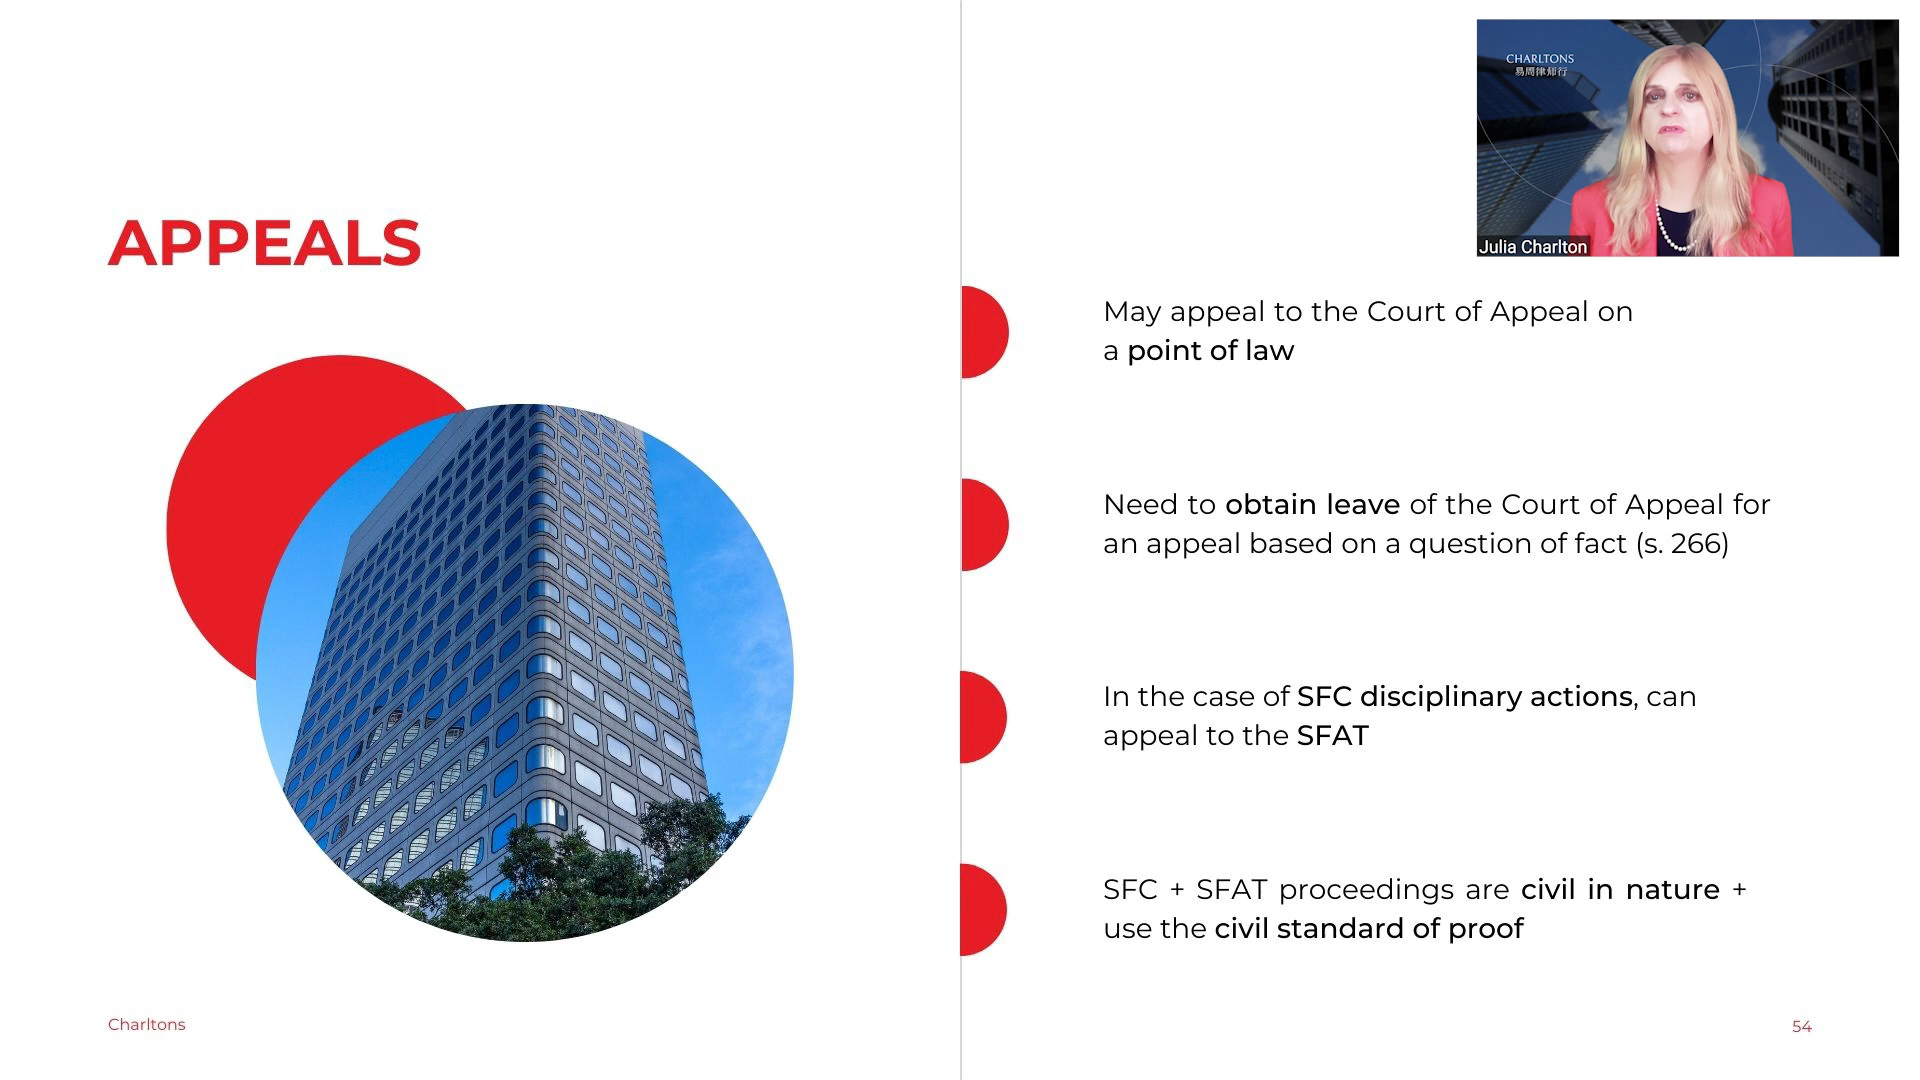 CHARLTONS
易周律师行
Julia Charlton
APPEALS
May appeal to the Court of Appeal on
a point of law
Need to obtain leave of the Court of Appeal for
an appeal based on a question of fact (s. 266)
In the case of SFC disciplinary actions, can
appeal to the SFAT
SFC + SFAT proceedings are civil in nature +
use the civil standard of proof
Charltons
54